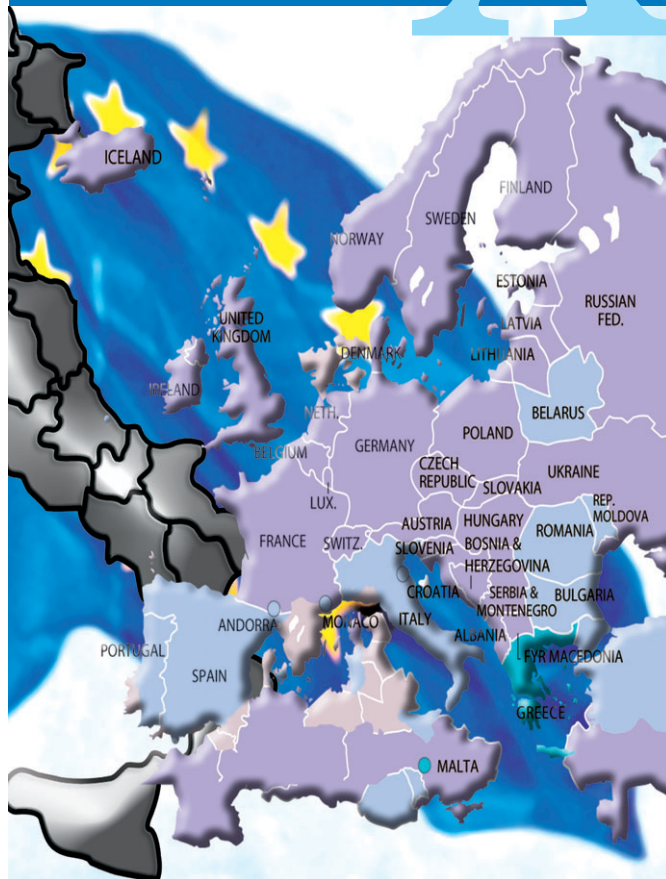 ICELAND
FINLAND
SWEDEN
NORWAY
ESTONIA
RUSSIAN
FED.
UNITED
KINGDOM
LATVIA
DENMARK
LITHUANIA
IRELAND
NETH.
BELARUS
POLAND
BELGIUM
GERMANY
CZECH
REPUBLIC
UKRAINE
SLOVAKIA
LUX.
REP.
MOLDOVA
AUSTRIA
HUNGARY
ROMANIA
FRANCE
SWITZ.
SLOVENIA
BOSNIA &
HERZEGOVINA
CROATIA
SERBIA &
MONTENEGRO
BULGARIA
ANDORRA
MONACO
ITALY
ALBANIA
PORTUGAL
FYR MACEDONIA
SPAIN
GREECE
MALTA